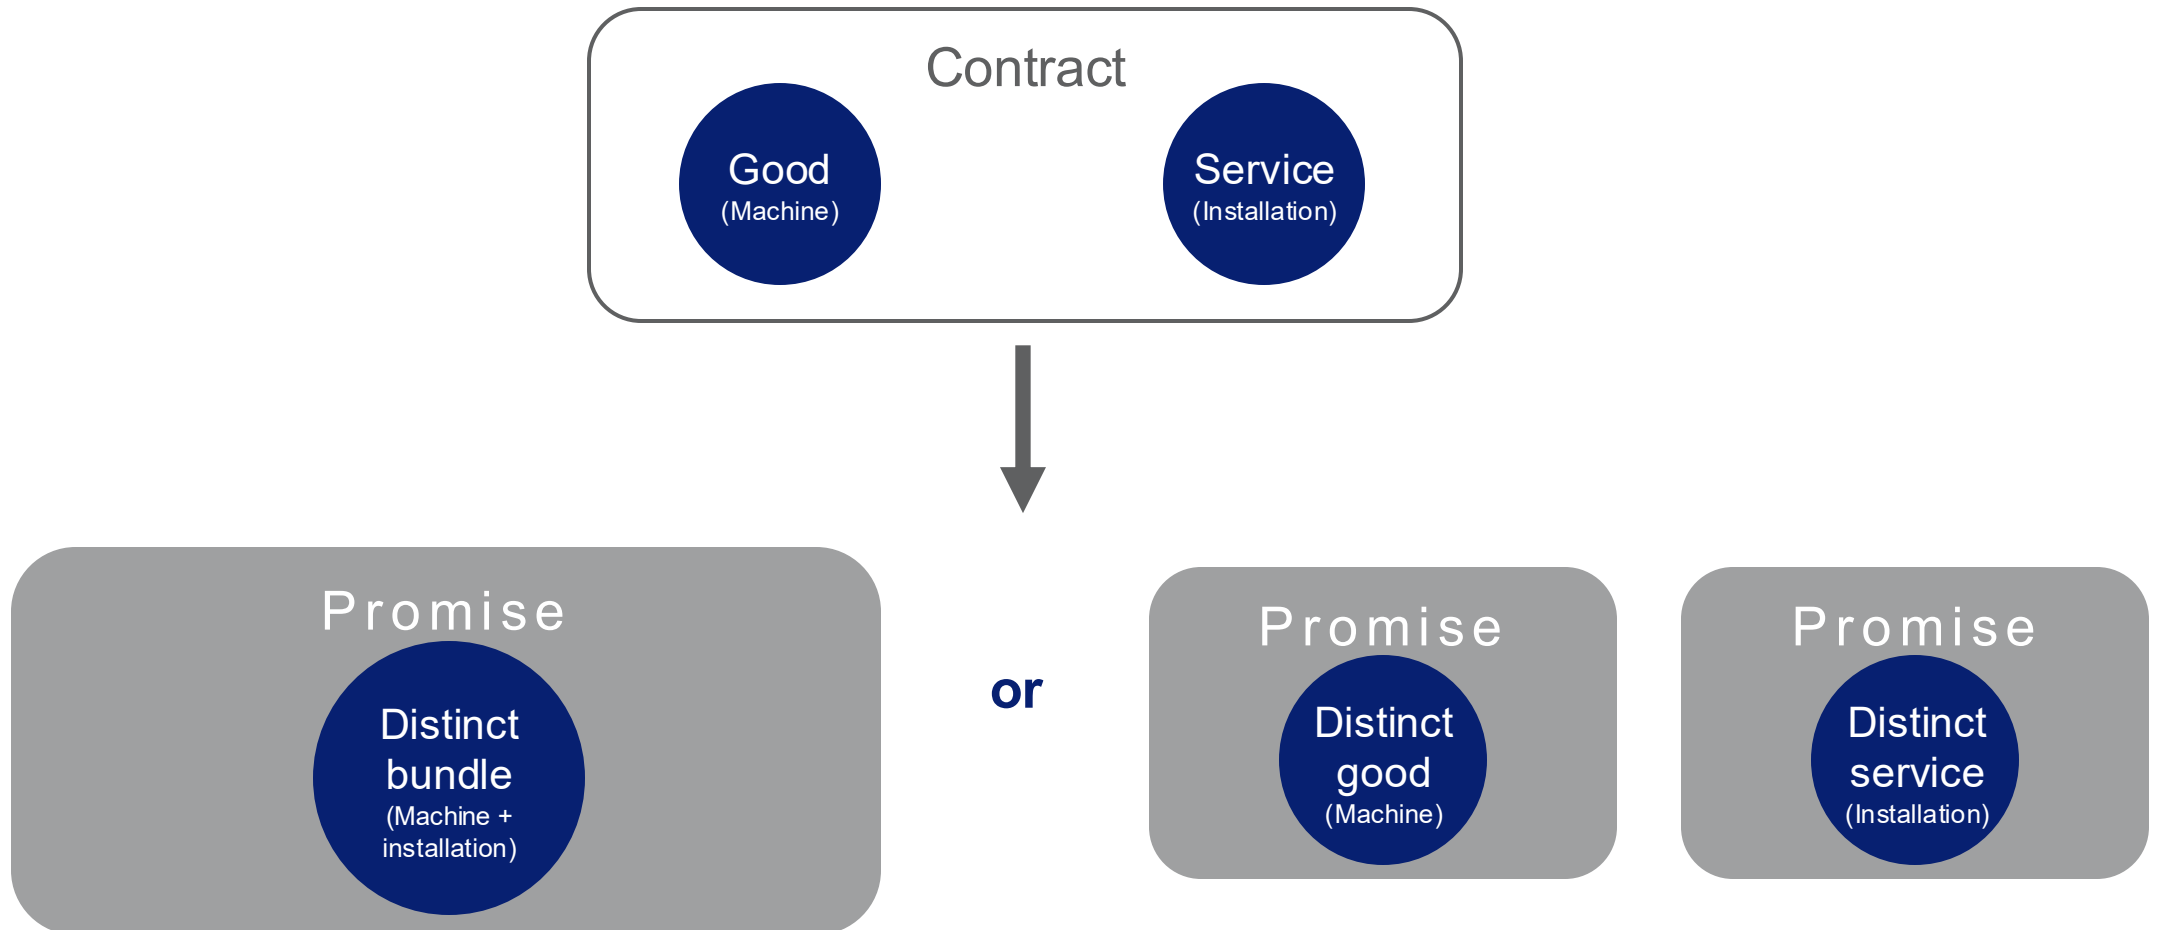 Contract
Good
(Machine)
Service
(Installation)
Promise
Distinct
bundle
(Machine +
installation)
or
Promise
Distinct
good
(Machine)
Promise
Distinct
service
(Installation)